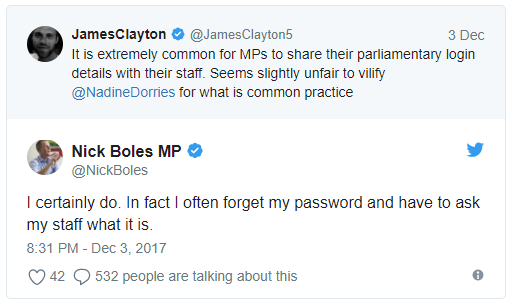 JamesClayton @JamesClayton5 3 Dec
It is extremely common for MPs to share their parliamentary login
details with their staff. Seems slightly unfair to vilify
@NadineDorries for what is common practice
Nick Boles MP
@NickBoles
I certainly do. In fact I often forget my password and have to ask
my staff what it is.
8:31 PM - Dec 3, 2017
42 532 people are talking about this